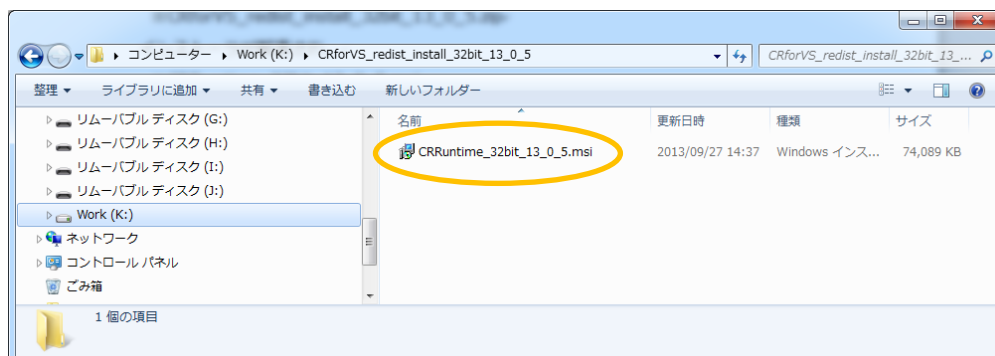 コンピューター Work (K:) CRforVS_redist_install_32bit_13_0_5
CRforVS_redist_install_32bit_13_...
整理 ライブラリに追加 共有 書き込む 新しいフォルダー
リムーバブル ディスク (G:)
リムーバブル ディスク (H:)
リムーバブル ディスク (I:)
リムーバブル ディスク (J:)
Work (K:)
ネットワーク
コントロール パネル
ごみ箱
名前 更新日時 種類 サイズ
CRRuntime_32bit_13_0_5.msi 2013/09/27 14:37 Windows インス... 74,089 KB
1 個の項目